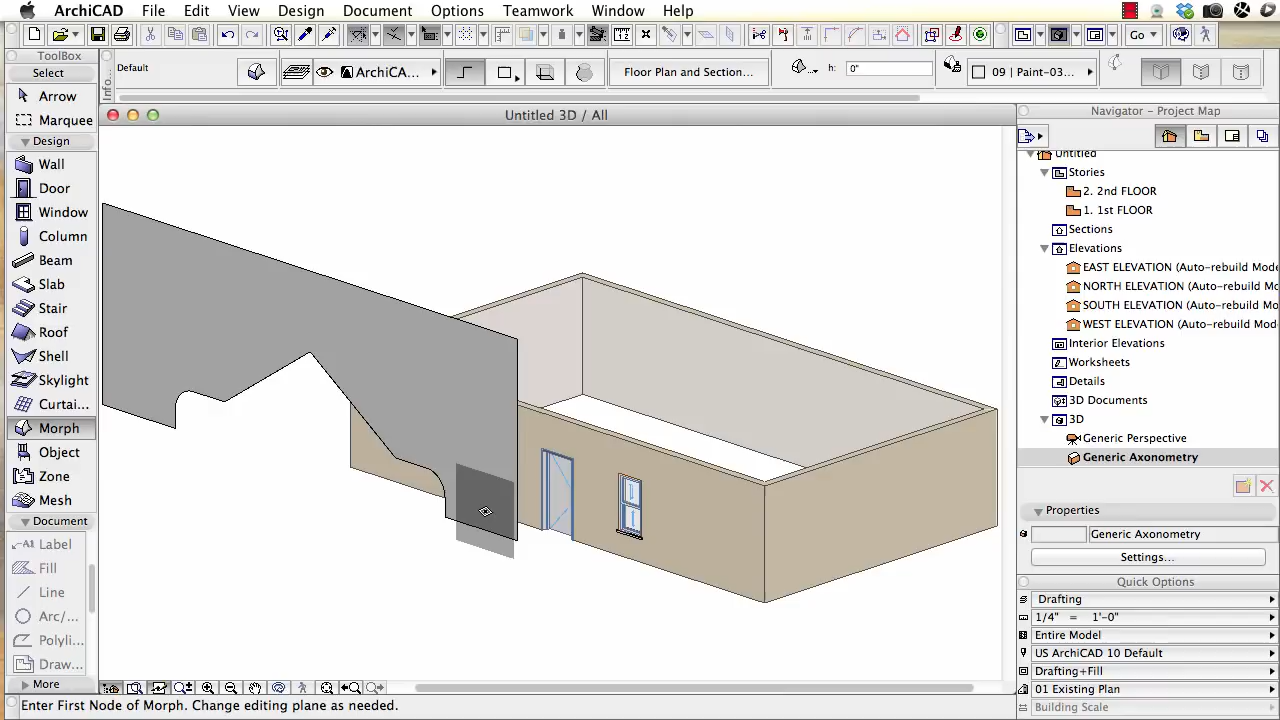 ArchiCAD File Edit View Design Document Options Teamwork Window Help
Go
ToolBox
Select
Arrow
Marquee
Design
Wall
Door
Window
Column
Beam
Slab
Stair
Roof
Shell
Skylight
Curtai...
Morph
Object
Zone
Mesh
Document
Label
Fill
Line
Arc/...
Polyli...
Draw...
More
Info...
Default
ArchiCA...
Floor Plan and Section...
h: 0"
09 | Paint-03...
Untitled 3D / All
Navigator - Project Map
Untitled
Stories
2. 2nd FLOOR
1. 1st FLOOR
Sections
Elevations
EAST ELEVATION (Auto-rebuild Mode
NORTH ELEVATION (Auto-rebuild Mo
SOUTH ELEVATION (Auto-rebuild Mo
WEST ELEVATION (Auto-rebuild Mod
Interior Elevations
Worksheets
Details
3D Documents
3D
Generic Perspective
Generic Axonometry
Properties
Generic Axonometry
Settings...
Quick Options
Drafting
1/4" = 1'-0"
Entire Model
US ArchiCAD 10 Default
Drafting+Fill
01 Existing Plan
Building Scale
Enter First Node of Morph. Change editing plane as needed.